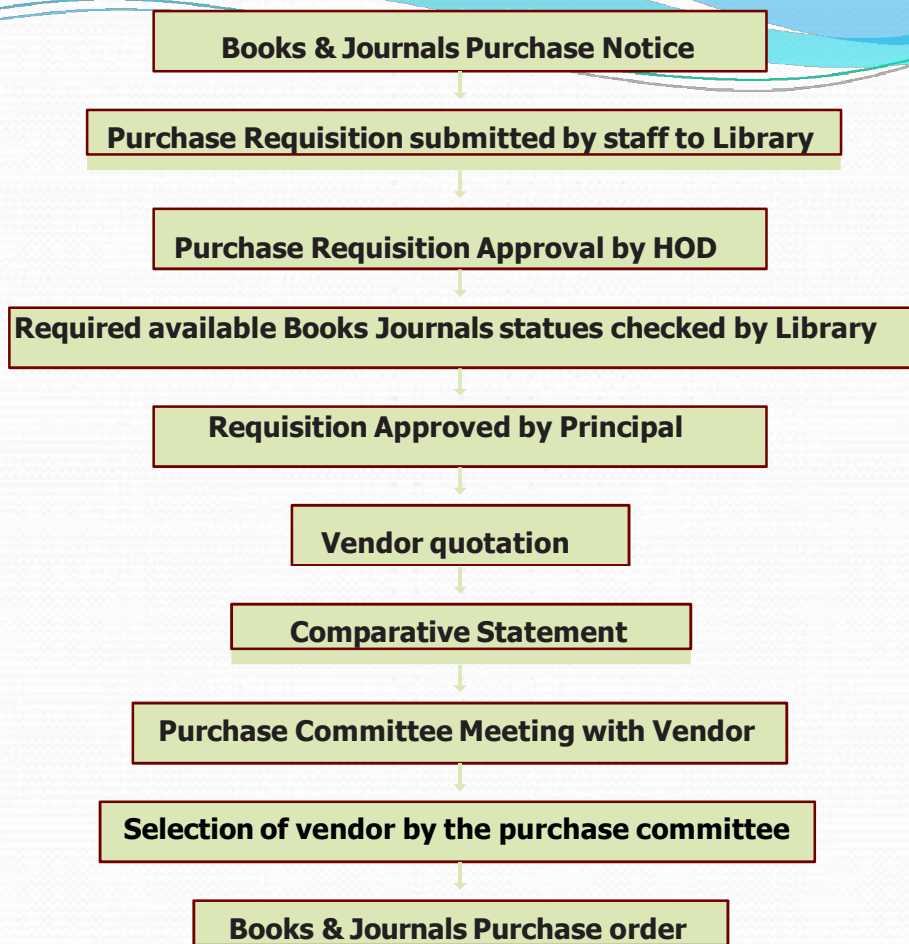 Books & Journals Purchase Notice
Purchase Requisition submitted by staff to Library
Purchase Requisition Approval by HOD
Required available Books Journals statues checked by Library
Requisition Approved by Principal
Vendor quotation
Comparative Statement
Purchase Committee Meeting with Vendor
Selection of vendor by the purchase committee
Books & Journals Purchase order